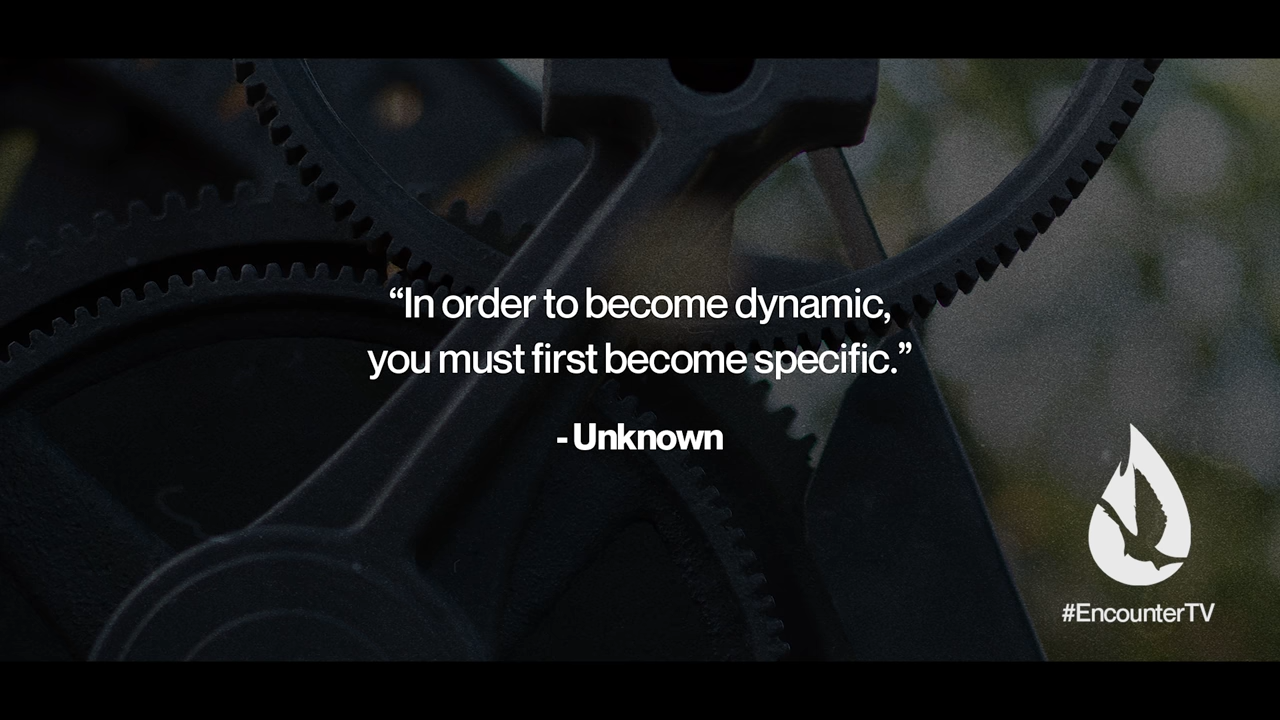 “In order to become dynamic,
you must first become specific.”
- Unknown
#EncounterTV